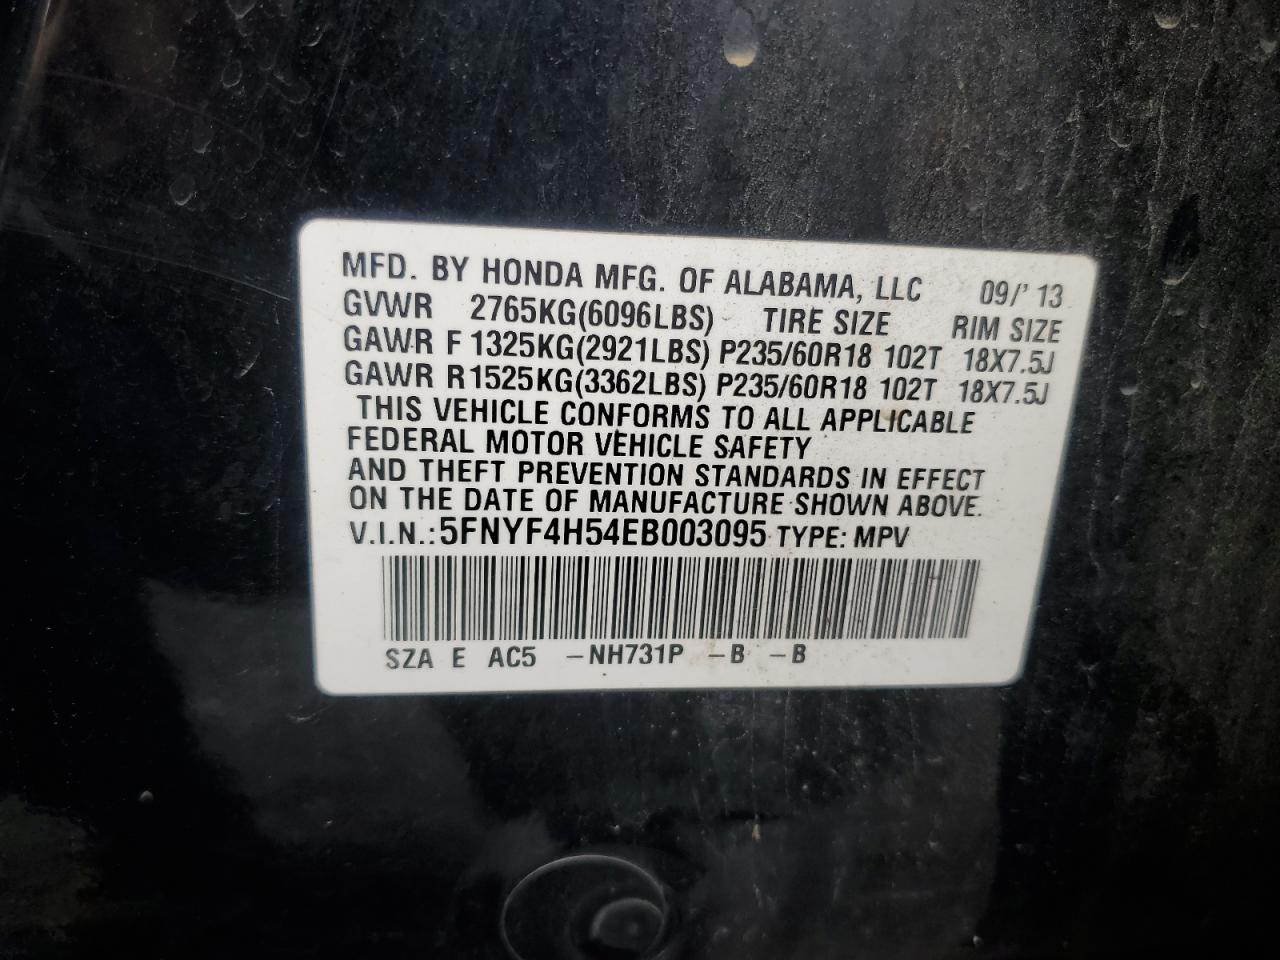 MFD. BY HONDA MFG. OF ALABAMA, LLC 09/' 13
GVWR 2765KG(6096LBS) TIRE SIZE RIM SIZE
GAWR F 1325KG(2921LBS) P235/60R18 102T 18X7.5J
GAWR R1525KG(3362LBS) P235/60R18 102T 18X7.5J
THIS VEHICLE CONFORMS TO ALL APPLICABLE
FEDERAL MOTOR VEHICLE SAFETY
AND THEFT PREVENTION STANDARDS IN EFFECT
ON THE DATE OF MANUFACTURE SHOWN ABOVE.
V.I.N.: 5FNYF4H54EB003095 TYPE: MPV
SZA E AC5 –NH731P –B –B